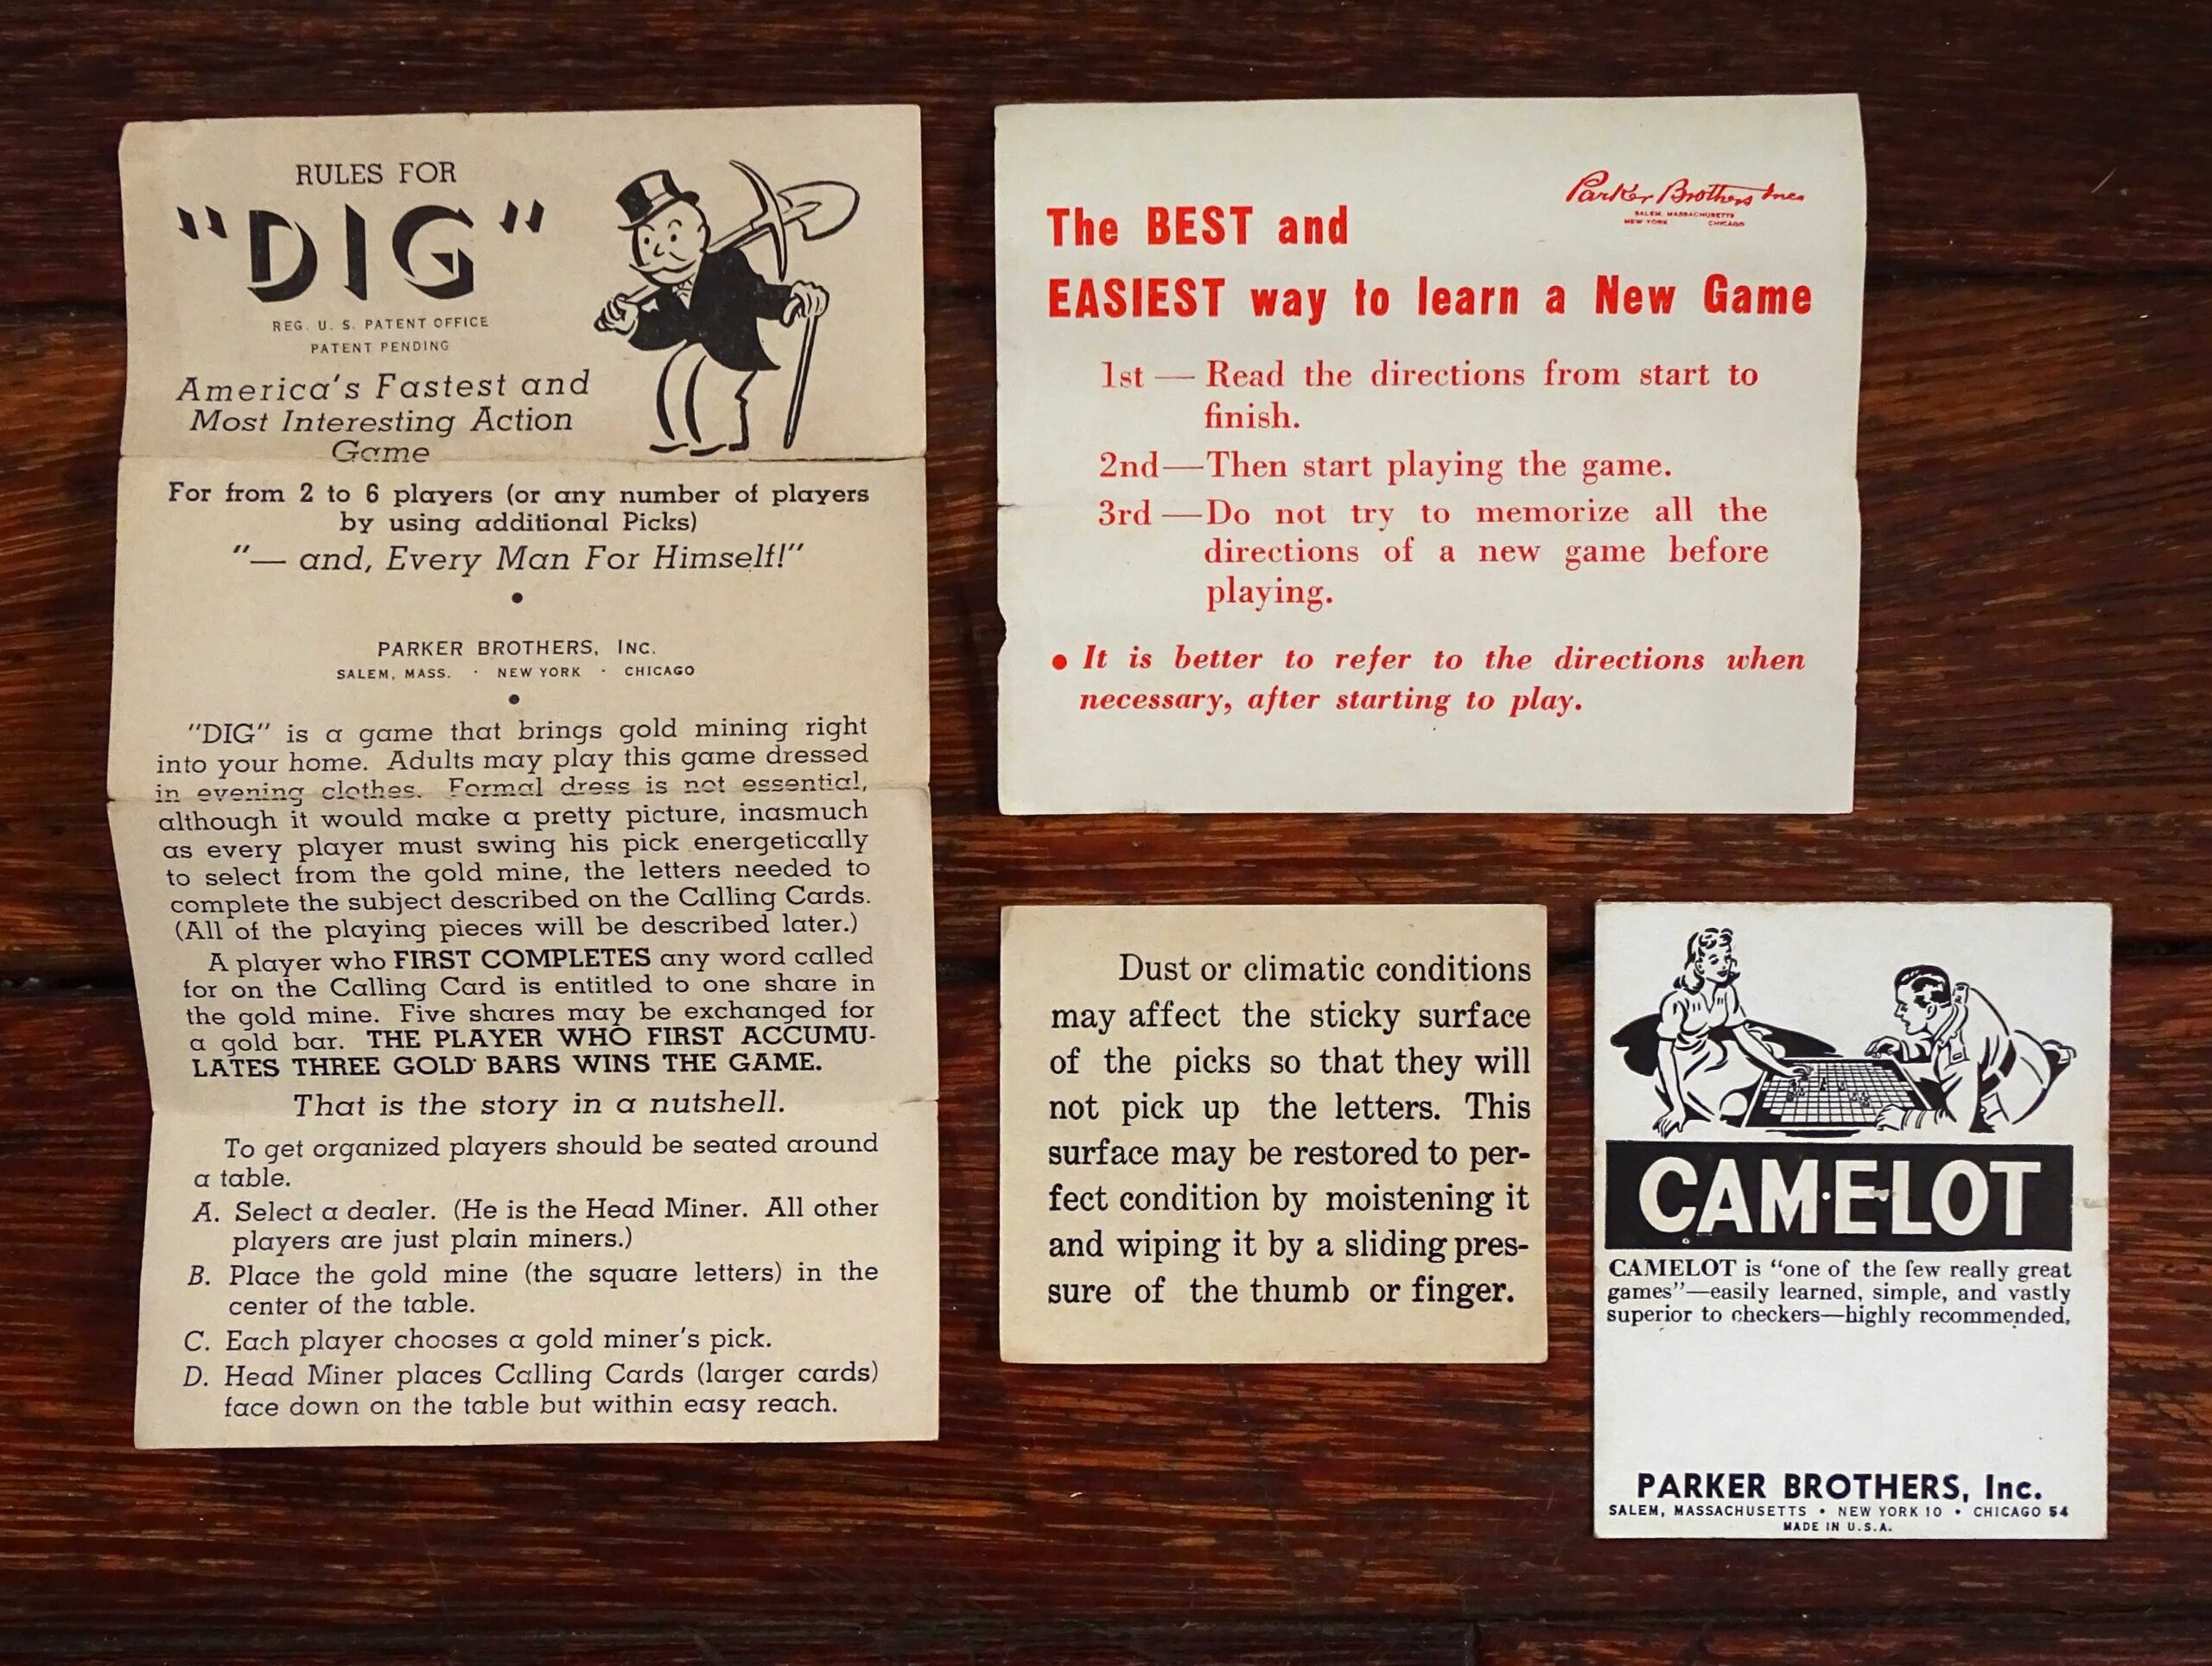 RULES FOR
"DIG"
REG. U. S. PATENT OFFICE
PATENT PENDING
America's Fastest and
Most Interesting Action
Game
For from 2 to 6 players (or any number of players
by using additional Picks)
"— and, Every Man For Himself!"
•
PARKER BROTHERS, Inc.
SALEM, MASS. · NEW YORK · CHICAGO
•
"DIG" is a game that brings gold mining right
into your home. Adults may play this game dressed
in evening clothes. Formal dress is not essential,
although it would make a pretty picture, inasmuch
as every player must swing his pick energetically
to select from the gold mine, the letters needed to
complete the subject described on the Calling Cards.
(All of the playing pieces will be described later.)
A player who FIRST COMPLETES any word called
for on the Calling Card is entitled to one share in
the gold mine. Five shares may be exchanged for
a gold bar. THE PLAYER WHO FIRST ACCUMU-
LATES THREE GOLD BARS WINS THE GAME.
That is the story in a nutshell.
To get organized players should be seated around
a table.
A. Select a dealer. (He is the Head Miner. All other
players are just plain miners.)
B. Place the gold mine (the square letters) in the
center of the table.
C. Each player chooses a gold miner's pick.
D. Head Miner places Calling Cards (larger cards)
face down on the table but within easy reach.
Parker Brothers Inc
SALEM, MASSACHUSETTS
NEW YORK CHICAGO
The BEST and
EASIEST way to learn a New Game
1st — Read the directions from start to
finish.
2nd—Then start playing the game.
3rd —Do not try to memorize all the
directions of a new game before
playing.
• It is better to refer to the directions when
necessary, after starting to play.
Dust or climatic conditions
may affect the sticky surface
of the picks so that they will
not pick up the letters. This
surface may be restored to per-
fect condition by moistening it
and wiping it by a sliding pres-
sure of the thumb or finger.
CAM·E·LOT
CAMELOT is "one of the few really great
games"—easily learned, simple, and vastly
superior to checkers—highly recommended.
PARKER BROTHERS, Inc.
SALEM, MASSACHUSETTS • NEW YORK 10 • CHICAGO 54
MADE IN U.S.A.